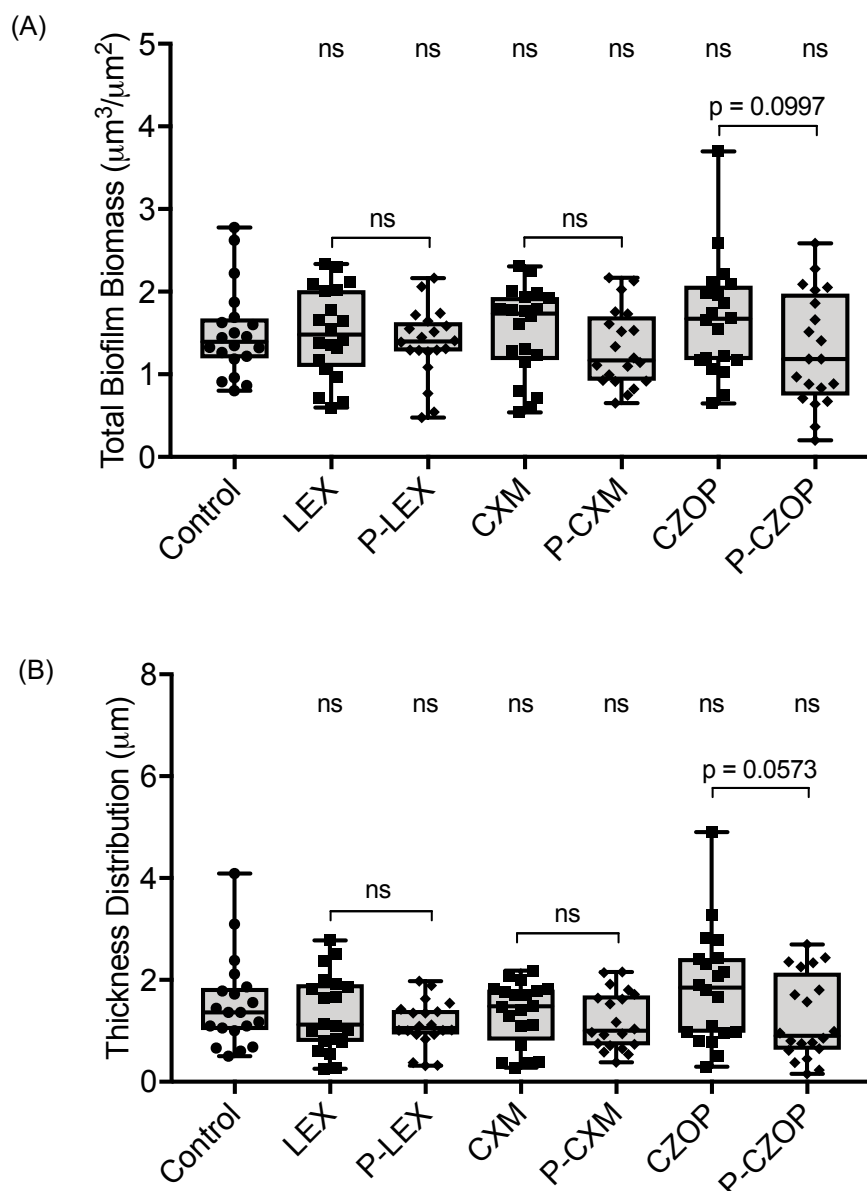 (A)
Total Biofilm Biomass (μm³/μm²)
5
4
3
2
1
0
ns ns ns ns ns ns
p = 0.0997
ns ns
Control LEX P-LEX CXM P-CXM CZOP P-CZOP
(B)
Thickness Distribution (μm)
8
6
4
2
0
ns ns ns ns ns ns
p = 0.0573
ns ns
Control LEX P-LEX CXM P-CXM CZOP P-CZOP